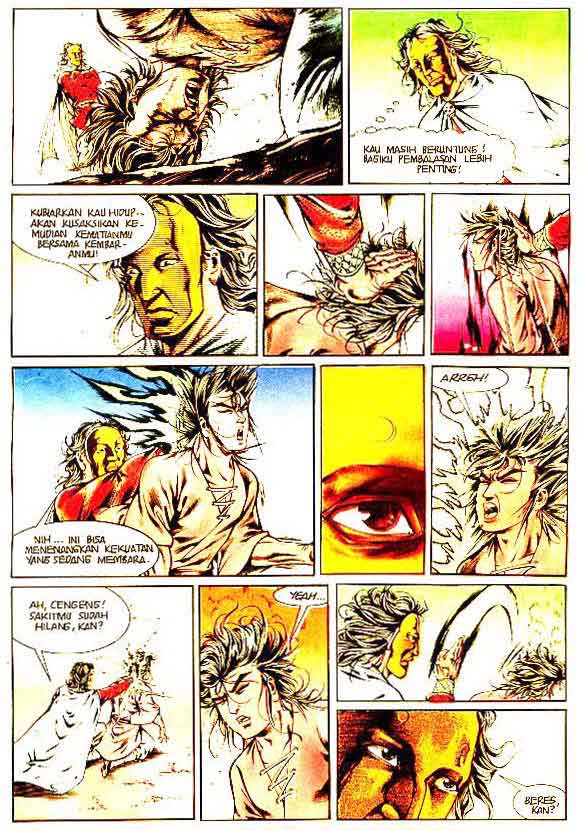 KAU MASIH BERUNTUNG!
BAGIKU PEMBALASAN LEBIH
PENTING!
KUBIARKAN KAU HIDUP...
AKAN KUSAKSIKAN KE-
MUDIAN KEMATIANMU
BERSAMA KEMBAR-
ANMU!
NIH... INI BISA
MENENANGKAN KEKUATAN
YANG SEDANG MEMBARA.
ARREH!
AH, CENGENG!
SAKITMU SUDAH
HILANG, KAN?
YEAH...
BERES,
KAN?